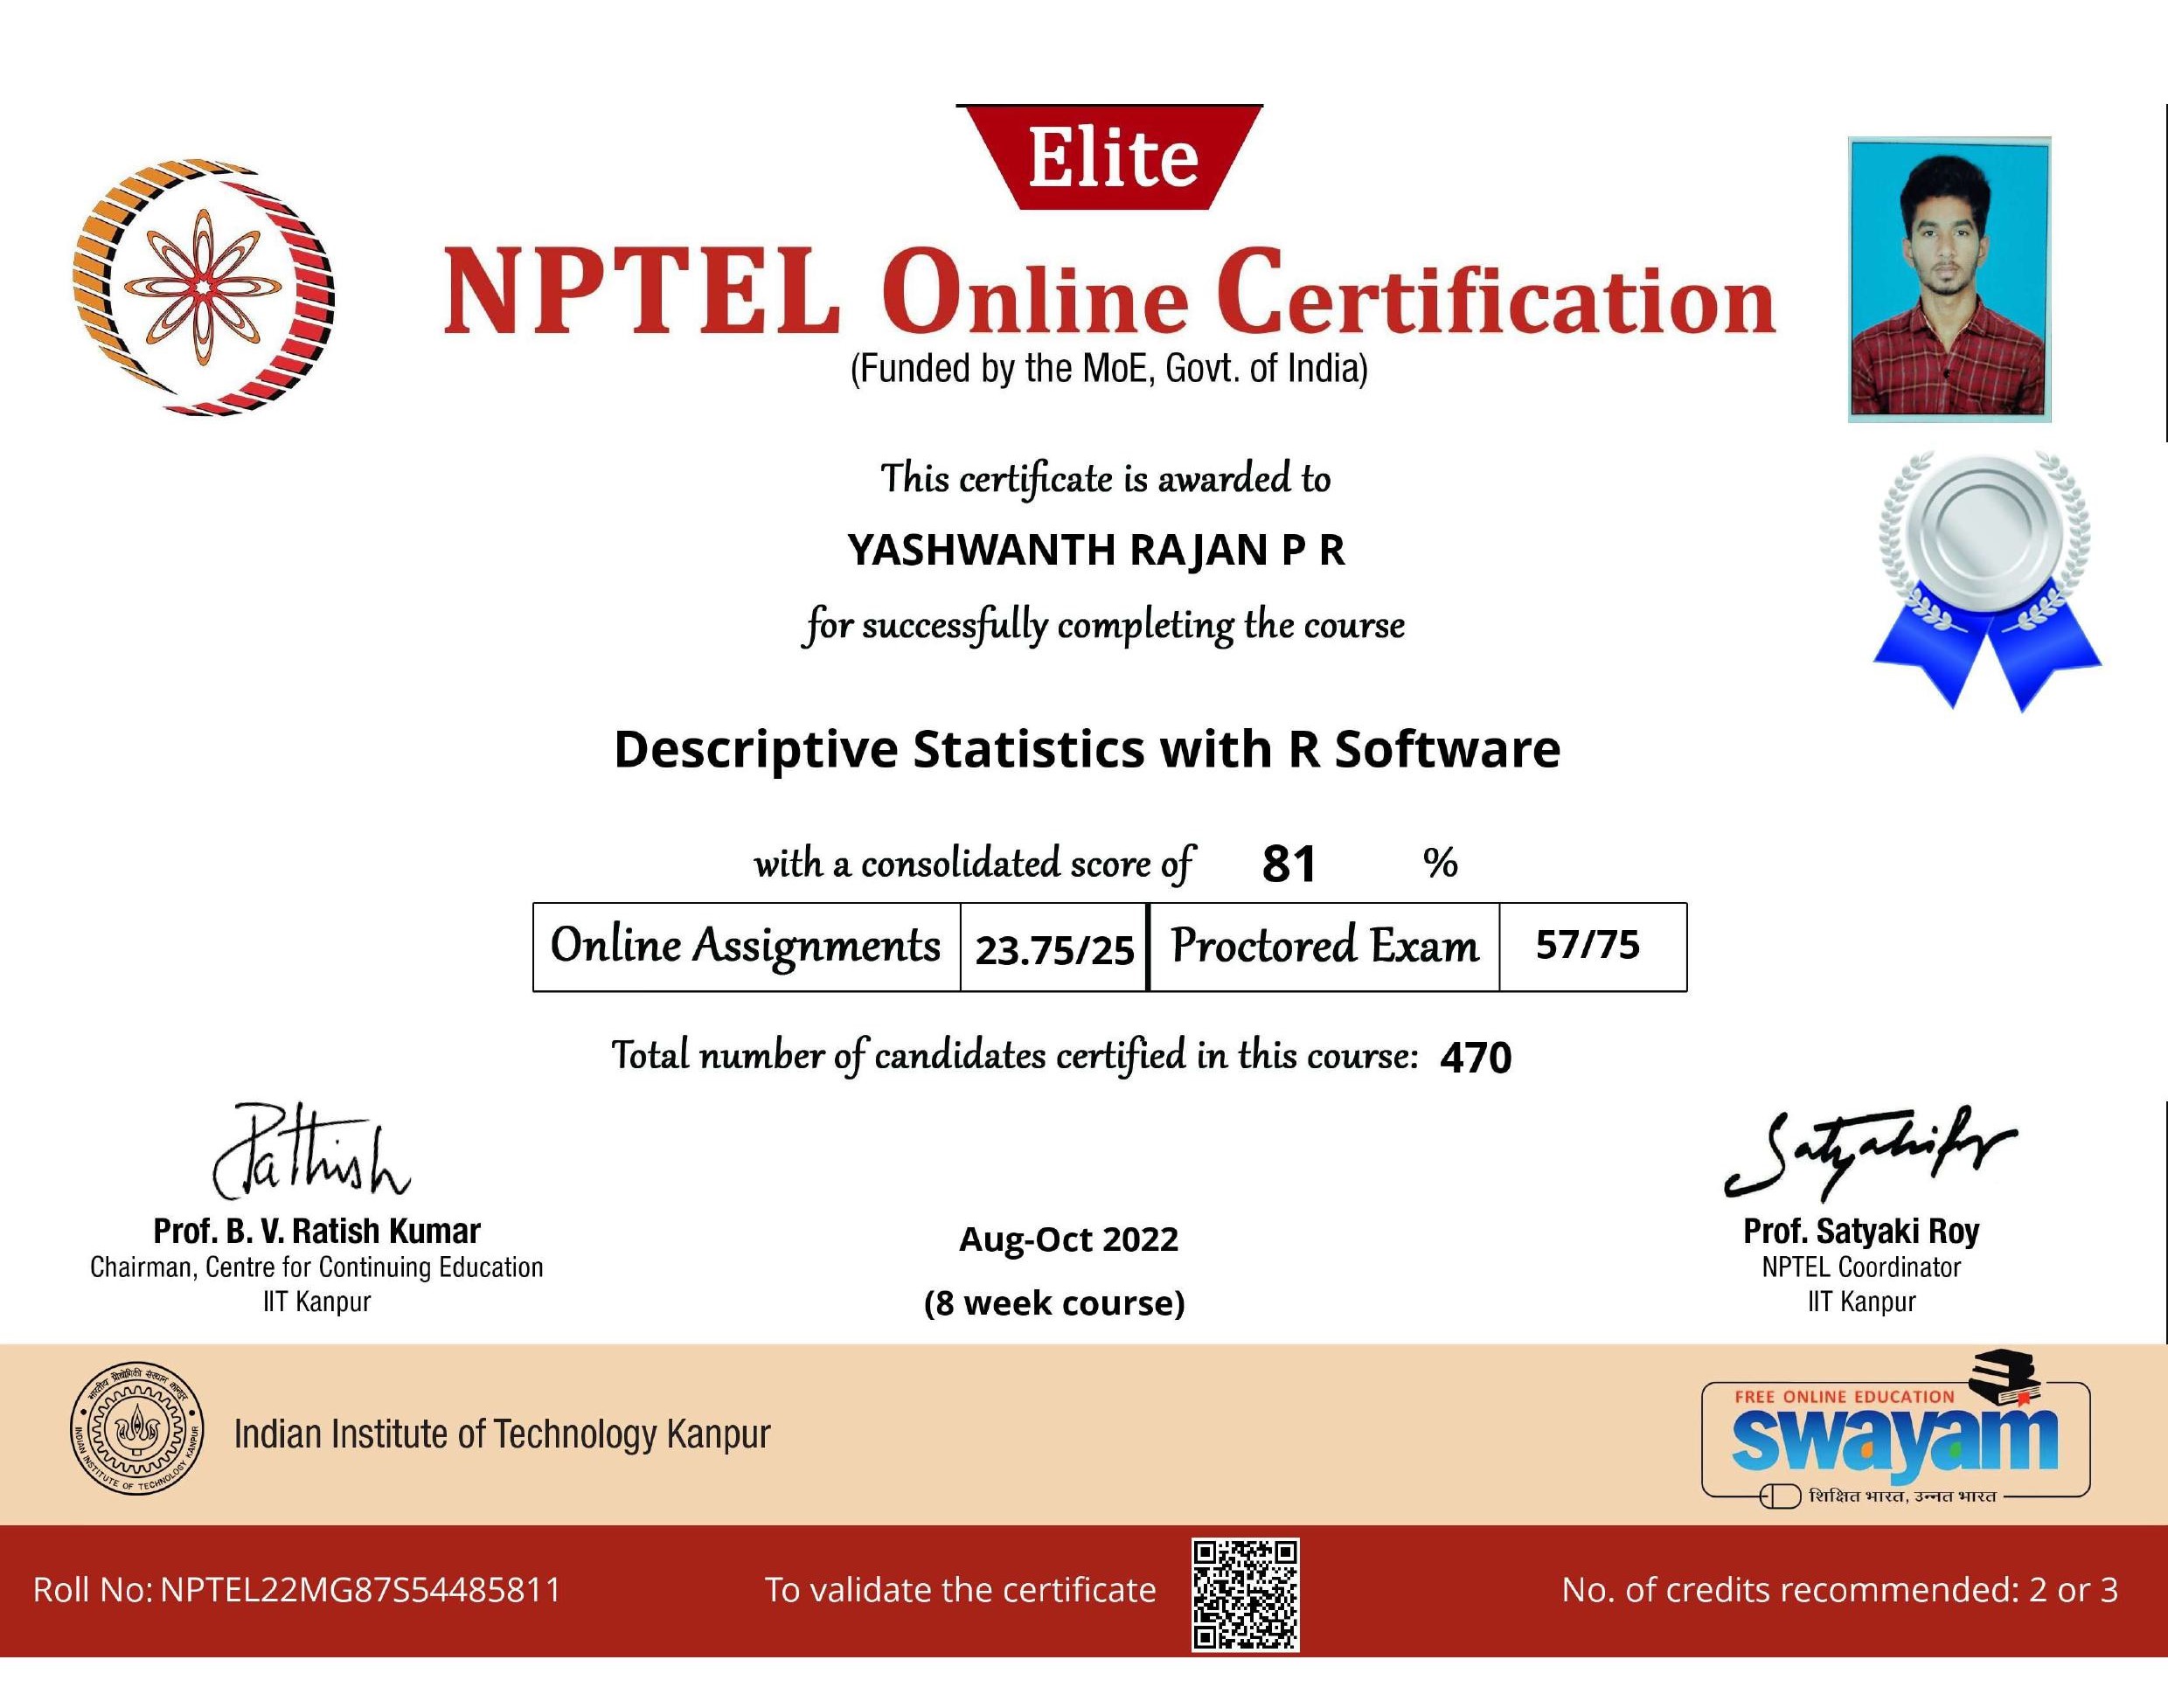 Elite
NPTEL Online Certification
(Funded by the MoE, Govt. of India)
This certificate is awarded to
YASHWANTH RAJAN P R
for successfully completing the course
Descriptive Statistics with R Software
with a consolidated score of 81 %
Online Assignments 23.75/25 Proctored Exam 57/75
Total number of candidates certified in this course: 470
Prof. B. V. Ratish Kumar
Chairman, Centre for Continuing Education
IIT Kanpur
Aug-Oct 2022
(8 week course)
Prof. Satyaki Roy
NPTEL Coordinator
IIT Kanpur
भारतीय प्रौद्योगिकी संस्थान कानपुर
INDIAN INSTITUTE OF TECHNOLOGY KANPUR
Indian Institute of Technology Kanpur
FREE ONLINE EDUCATION
swayam
शिक्षित भारत, उन्नत भारत
Roll No: NPTEL22MG87S54485811
To validate the certificate
No. of credits recommended: 2 or 3